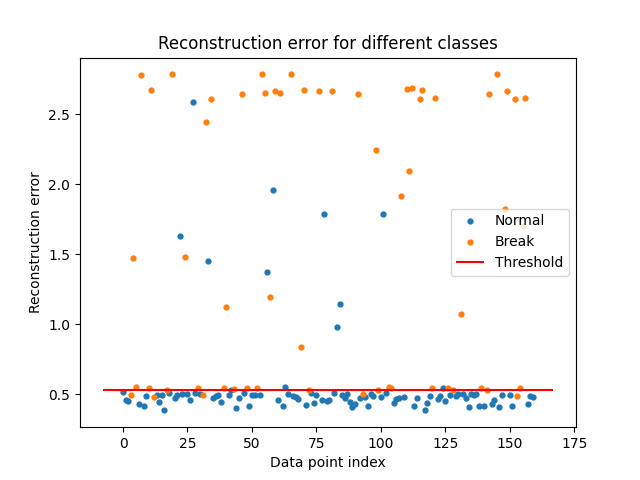 Reconstruction error for different classes
Reconstruction error
2.5
2.0
1.5
1.0
0.5
Normal
Break
Threshold
0 25 50 75 100 125 150 175
Data point index